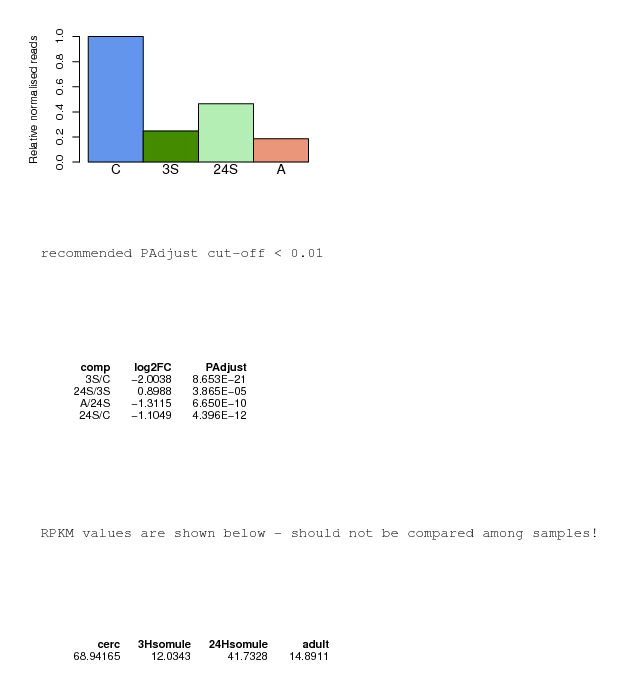 Relative normalised reads
1.0
0.8
0.6
0.4
0.2
0.0
C 3S 24S A
recommended PAdjust cut-off < 0.01
comp log2FC PAdjust
3S/C −2.0038 8.653E−21
24S/3S 0.8988 3.865E−05
A/24S −1.3115 6.650E−10
24S/C −1.1049 4.396E−12
RPKM values are shown below - should not be compared among samples!
cerc 3Hsomule 24Hsomule adult
68.94165 12.0343 41.7328 14.8911